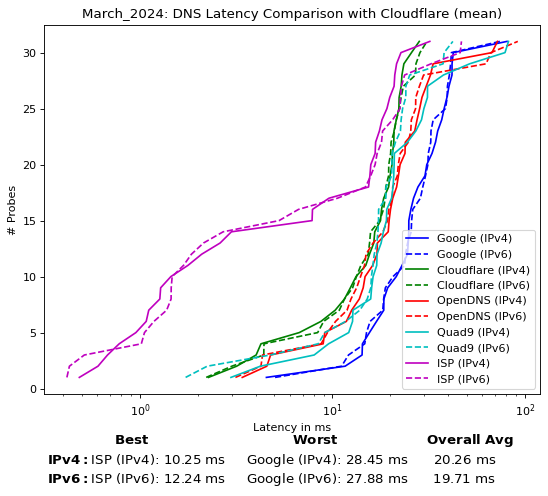 March_2024: DNS Latency Comparison with Cloudflare (mean)
# Probes
30
25
20
15
10
5
0
Google (IPv4)
Google (IPv6)
Cloudflare (IPv4)
Cloudflare (IPv6)
OpenDNS (IPv4)
OpenDNS (IPv6)
Quad9 (IPv4)
Quad9 (IPv6)
ISP (IPv4)
ISP (IPv6)
10⁰ 10¹ 10²
Latency in ms
Best Worst Overall Avg
IPv4: ISP (IPv4): 10.25 ms Google (IPv4): 28.45 ms 20.26 ms
IPv6: ISP (IPv6): 12.24 ms Google (IPv6): 27.88 ms 19.71 ms